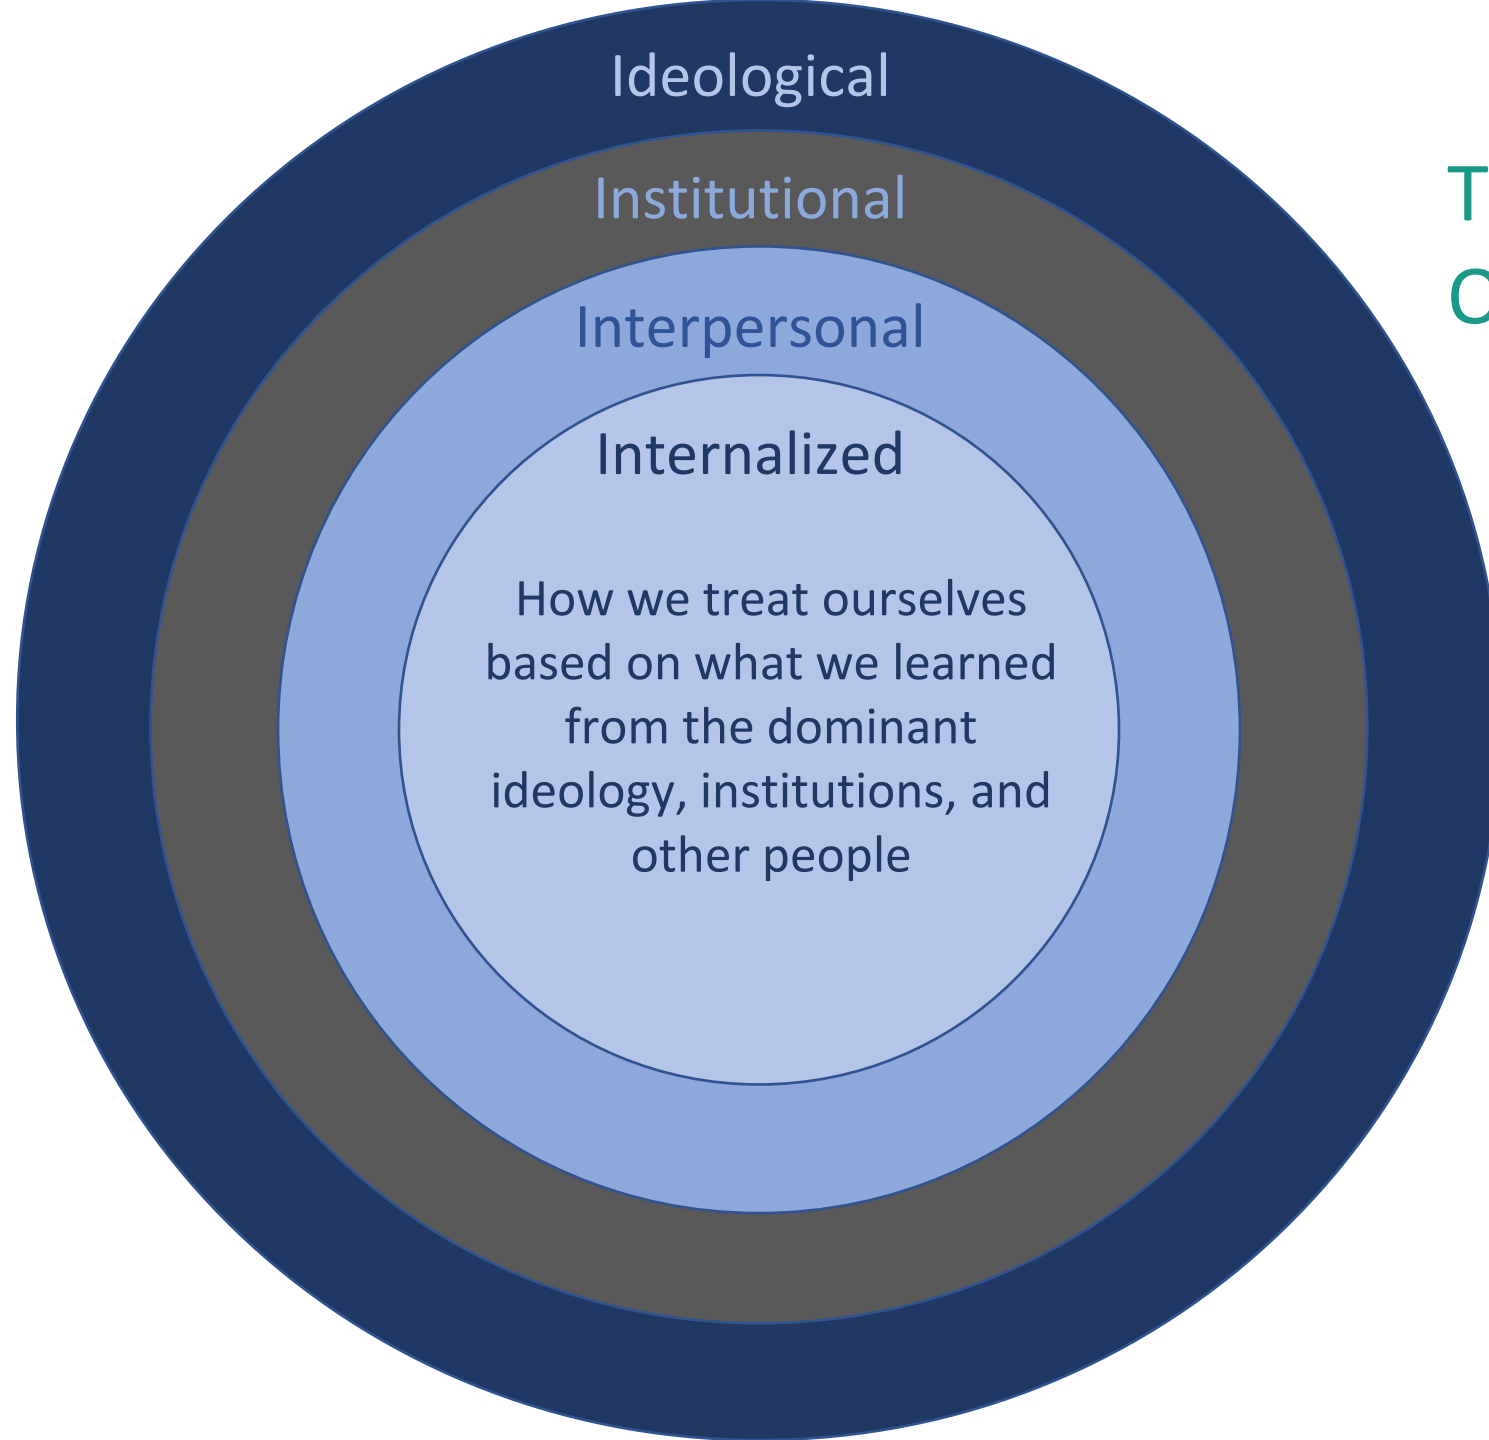 Ideological
Institutional
Interpersonal
Internalized
How we treat ourselves
based on what we learned
from the dominant
ideology, institutions, and
other people